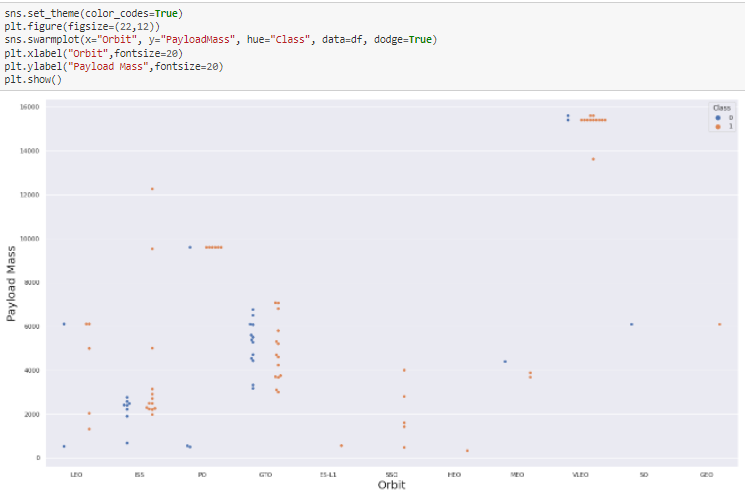 sns.set_theme(color_codes=True)
plt.figure(figsize=(22,12))
sns.swarmplot(x="Orbit", y="PayloadMass", hue="Class", data=df, dodge=True)
plt.xlabel("Orbit",fontsize=20)
plt.ylabel("Payload Mass",fontsize=20)
plt.show()
16000
Class
0
1
14000
12000
10000
8000
6000
4000
2000
0
Payload Mass
LEO ISS PO GTO ES-L1 SSO HEO MEO VLEO SO GEO
Orbit